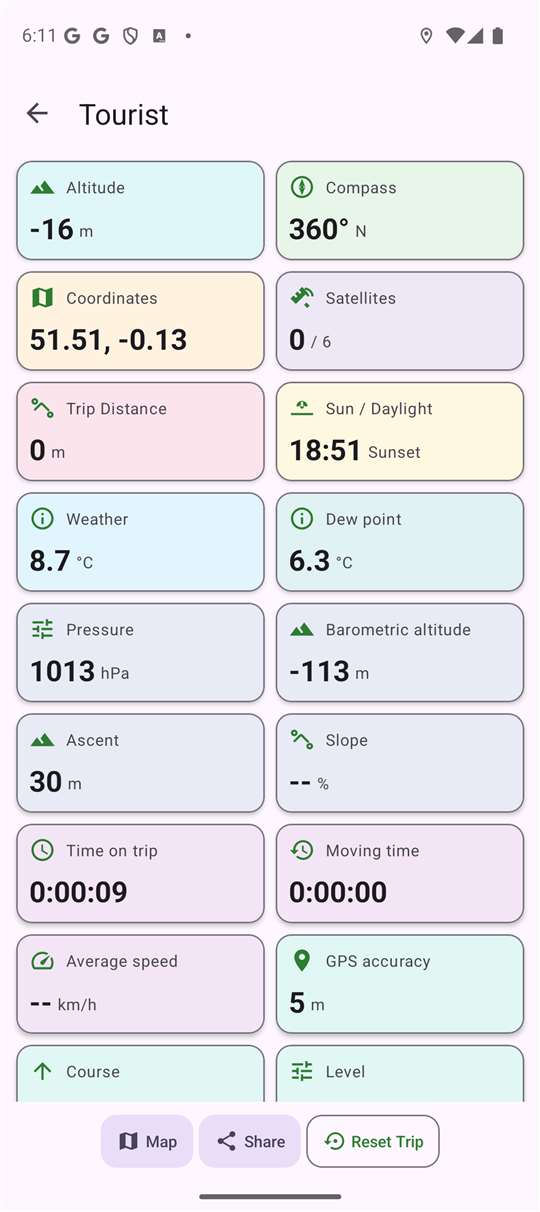 6:11
Tourist
Altitude
-16 m
Compass
360° N
Coordinates
51.51, -0.13
Satellites
0 / 6
Trip Distance
0 m
Sun / Daylight
18:51 Sunset
Weather
8.7 °C
Dew point
6.3 °C
Pressure
1013 hPa
Barometric altitude
-113 m
Ascent
30 m
Slope
-- %
Time on trip
0:00:09
Moving time
0:00:00
Average speed
-- km/h
GPS accuracy
5 m
Course
Level
Map
Share
Reset Trip